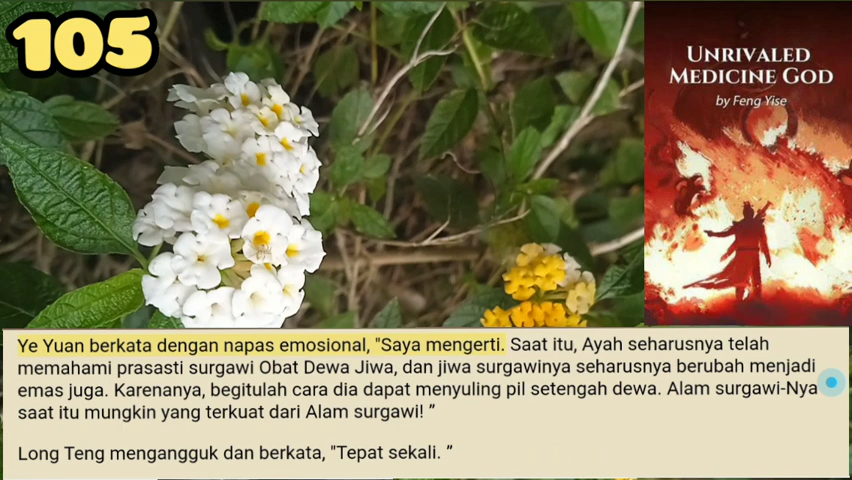 105
UNRIVALED
MEDICINE GOD
by Feng Yise
Ye Yuan berkata dengan napas emosional, "Saya mengerti. Saat itu, Ayah seharusnya telah
memahami prasasti surgawi Obat Dewa Jiwa, dan jiwa surgawinya seharusnya berubah menjadi
emas juga. Karenanya, begitulah cara dia dapat menyuling pil setengah dewa. Alam surgawi-Nya
saat itu mungkin yang terkuat dari Alam surgawi! ”
Long Teng mengangguk dan berkata, "Tepat sekali. ”